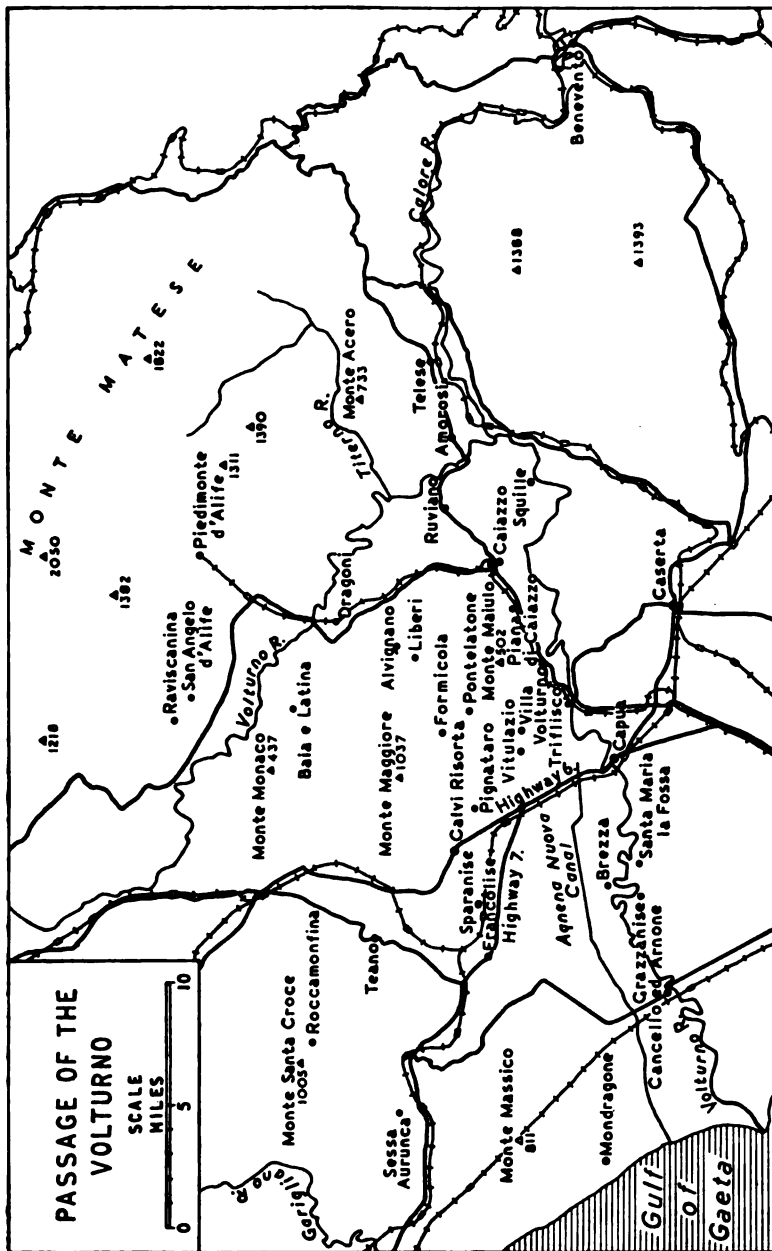 PASSAGE OF THE
VOLTURNO
SCALE
MILES
0 5 10
MONTE MATESE
2050
1218
1382
1822
Raviscanina
San Angelo
d'Alife
Piedimonte
d'Alife
1311
1390
Volturno R.
Titerno R.
Monte Monaco
437
Baia e Latina
Dragoni
Monte Acero
733
Garigliano R.
Monte Santa Croce
1005
Roccamonfina
Teano
Monte Maggiore
1037
Alvignano
Liberi
Ruviano
Telese
Amorosi
Calore R.
Benevento
Sessa
Aurunca
Sparanise
Francolise
Highway 7.
Calvi Risorta
Formicola
Pontelatone
Pignataro
Monte Maiulo
502
Caiazzo
Squille
Piana
di Caiazzo
Vitulazio
Villa
Volturno
Triflisco
Highway 6.
1388
1393
Monte Massico
811
Mondragone
Agnena Nuova
Canal
Brezza
Capua
Caserta
Santa Maria
la Fossa
Grazzanise
Cancello ed Arnone
Volturno R.
Gulf
of
Gaeta